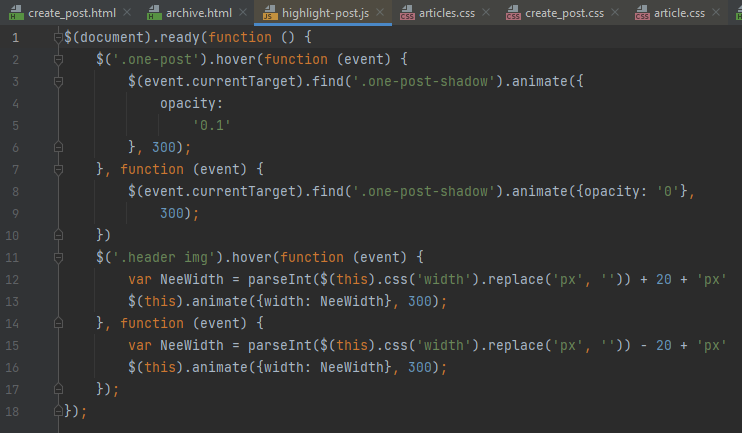 create_post.html × archive.html × highlight-post.js × articles.css × create_post.css × article.css ×
1 $(document).ready(function () {
2 $('.one-post').hover(function (event) {
3 $(event.currentTarget).find('.one-post-shadow').animate({
4 opacity:
5 '0.1'
6 }, 300);
7 }, function (event) {
8 $(event.currentTarget).find('.one-post-shadow').animate({opacity: '0'},
9 300);
10 })
11 $('.header img').hover(function (event) {
12 var NeeWidth = parseInt($(this).css('width').replace('px', '')) + 20 + 'px'
13 $(this).animate({width: NeeWidth}, 300);
14 }, function (event) {
15 var NeeWidth = parseInt($(this).css('width').replace('px', '')) - 20 + 'px'
16 $(this).animate({width: NeeWidth}, 300);
17 });
18 });